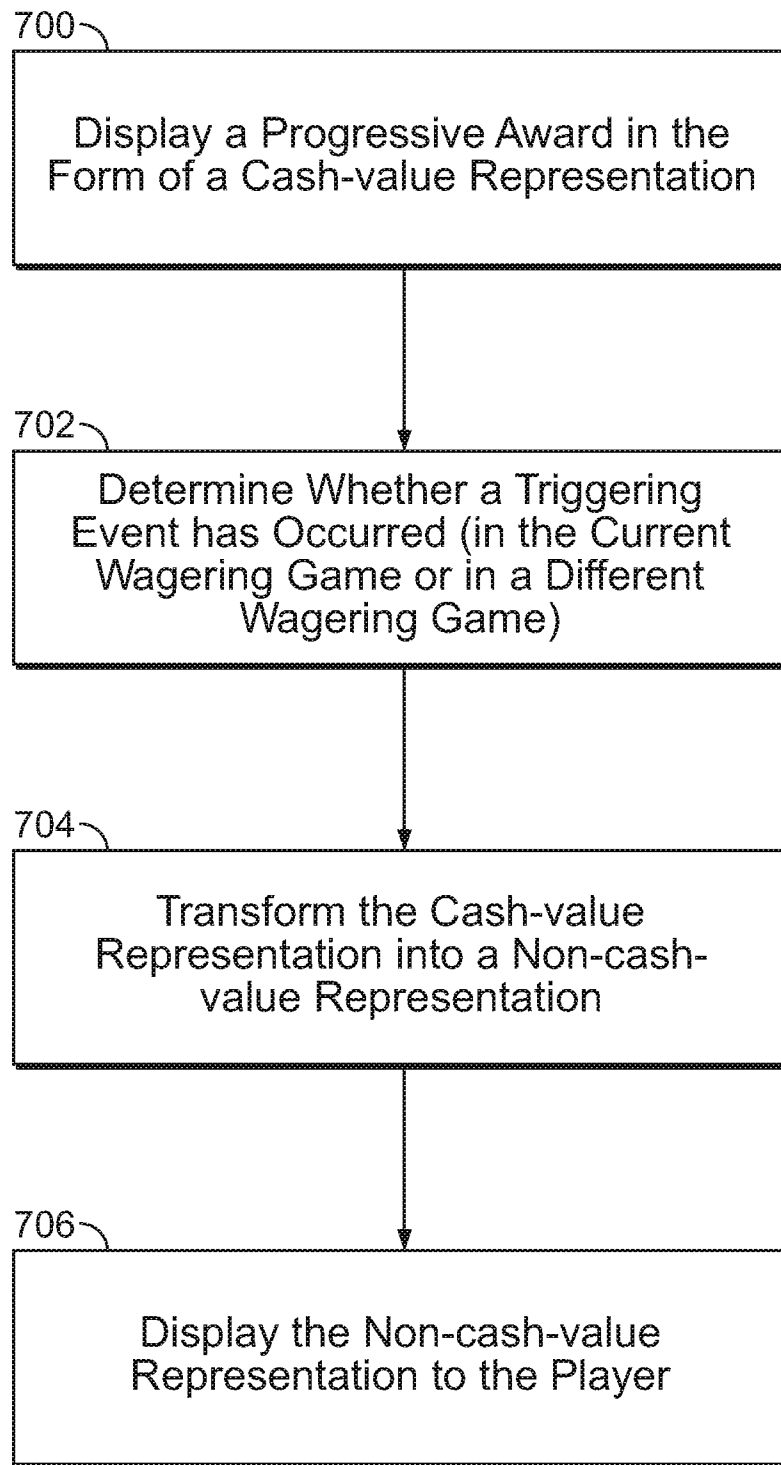 700
Display a Progressive Award in the
Form of a Cash-value Representation
702
Determine Whether a Triggering
Event has Occurred (in the Current
Wagering Game or in a Different
Wagering Game)
704
Transform the Cash-value
Representation into a Non-cash-
value Representation
706
Display the Non-cash-value
Representation to the Player